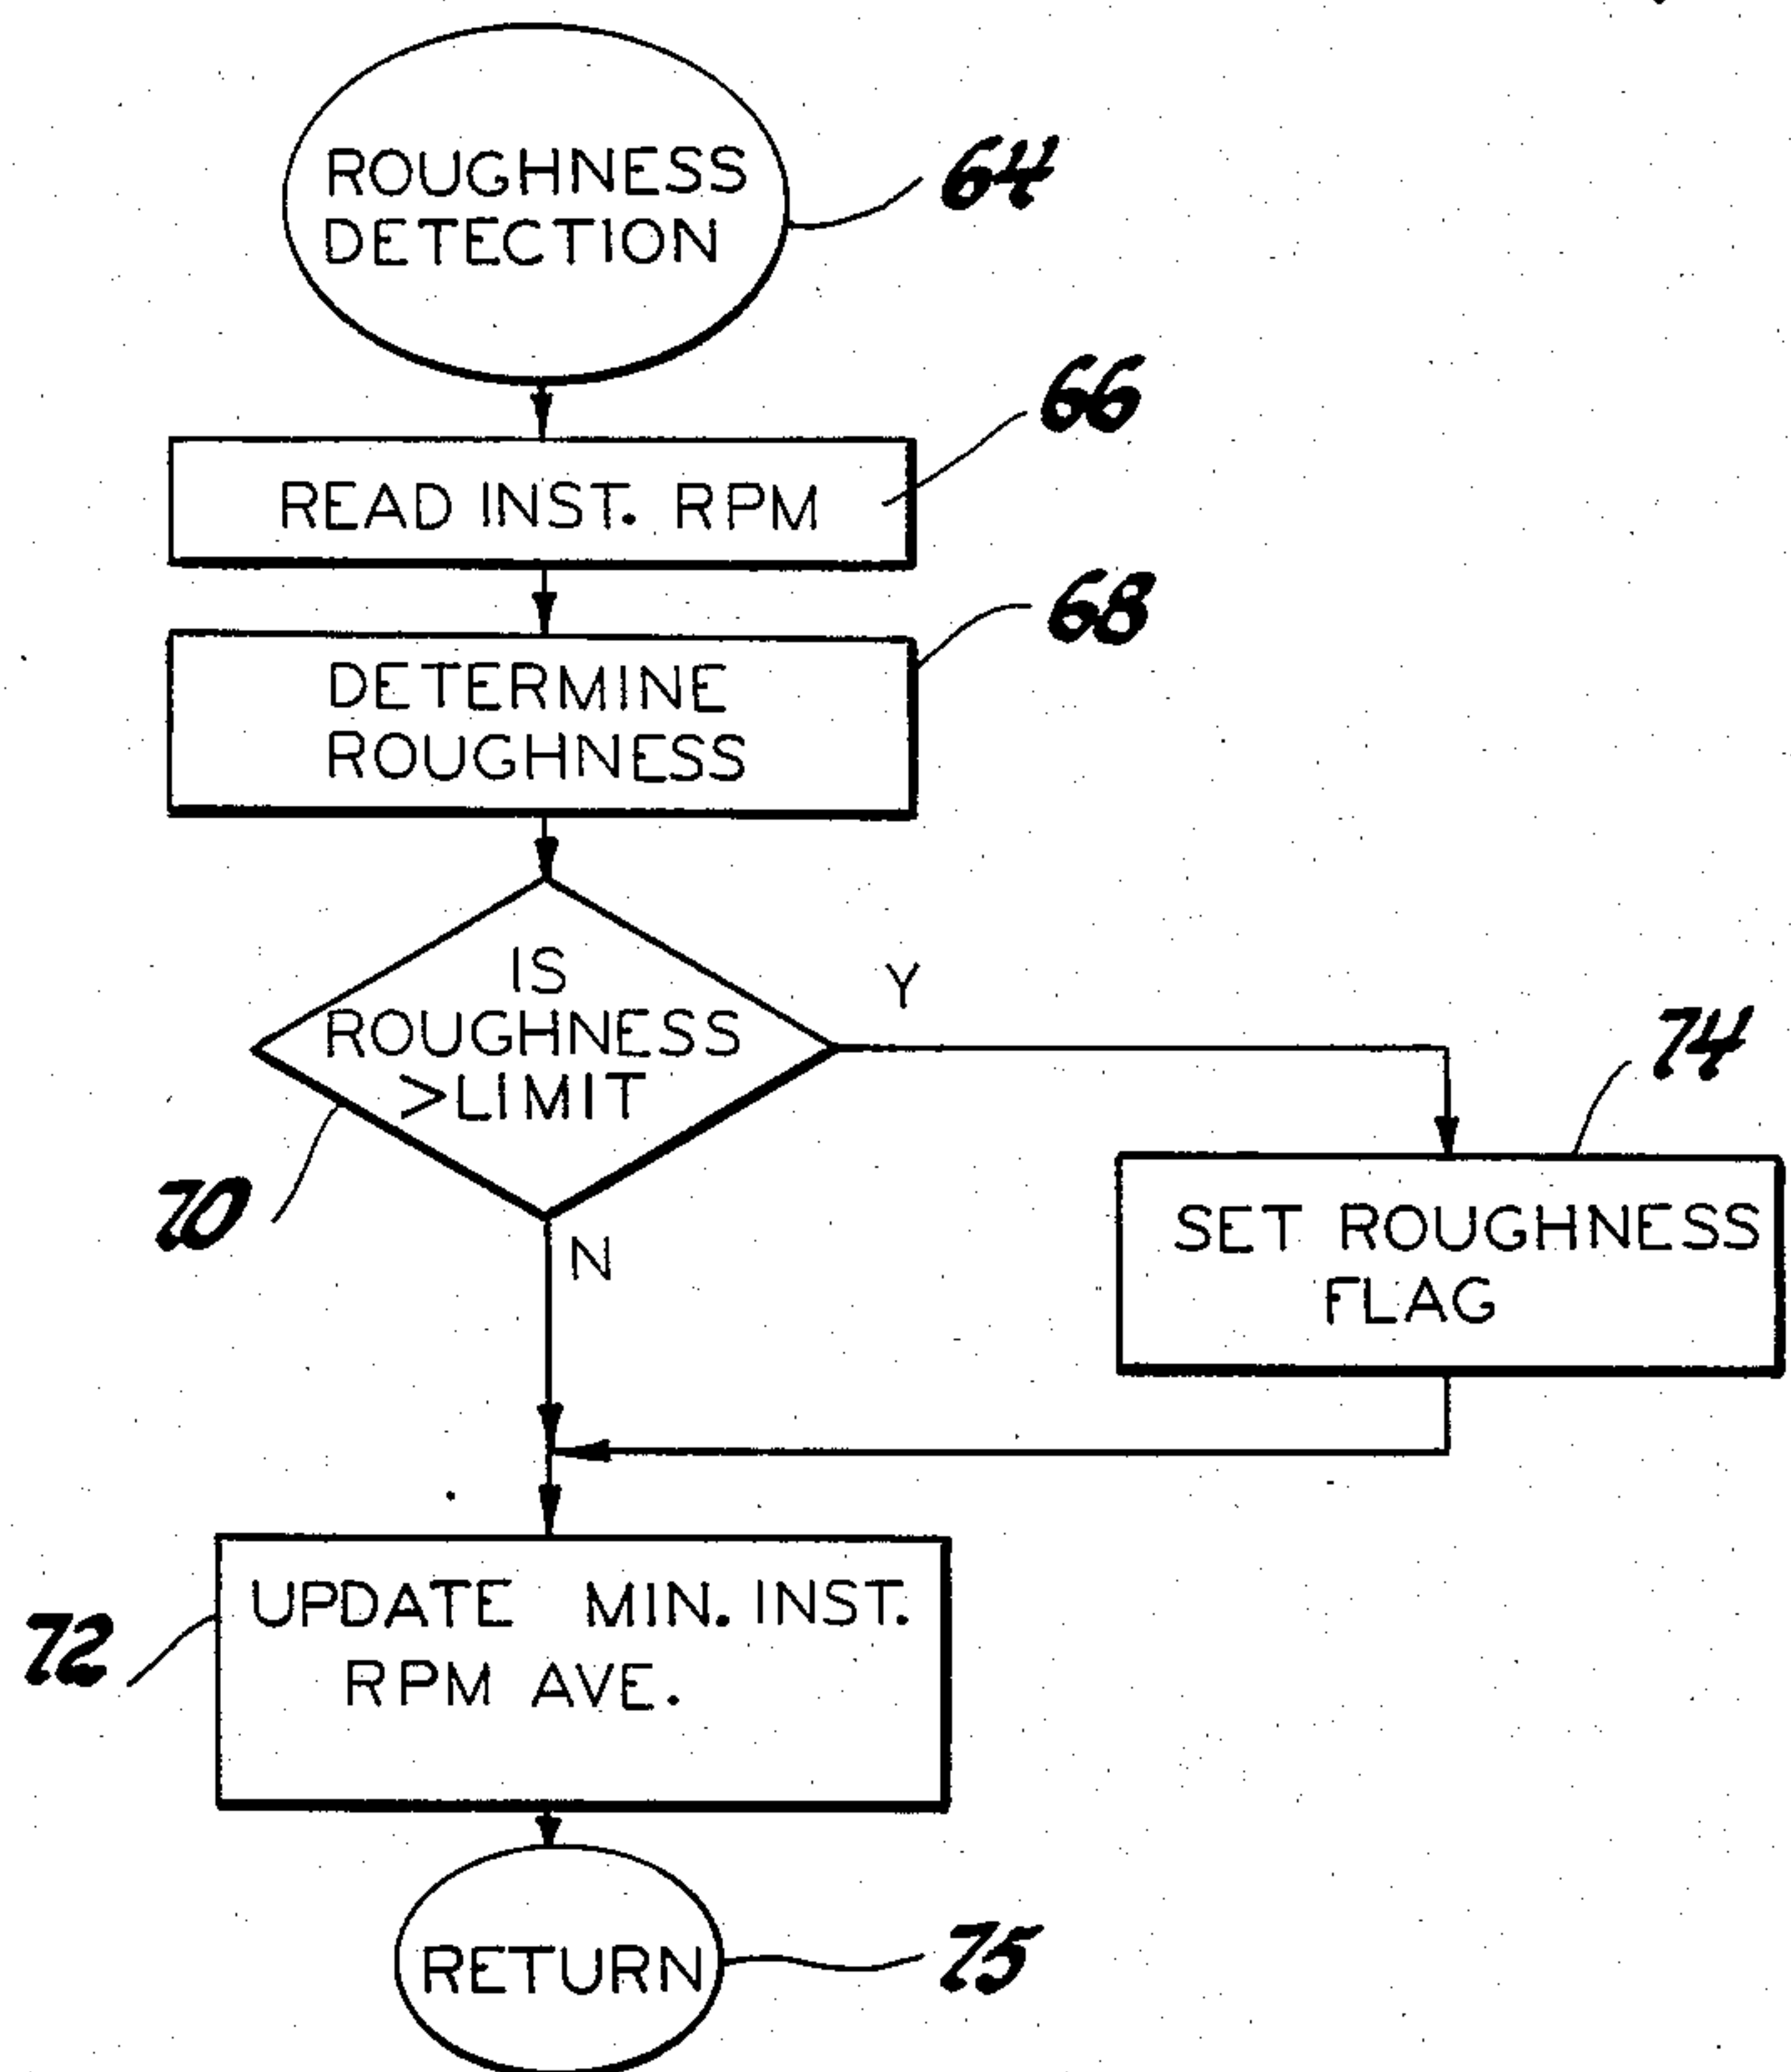 ROUGHNESS
DETECTION
64
READ INST. RPM
66
DETERMINE
ROUGHNESS
68
IS
ROUGHNESS
>LIMIT
Y
70
N
74
SET ROUGHNESS
FLAG
UPDATE MIN. INST.
RPM AVE.
72
RETURN
75